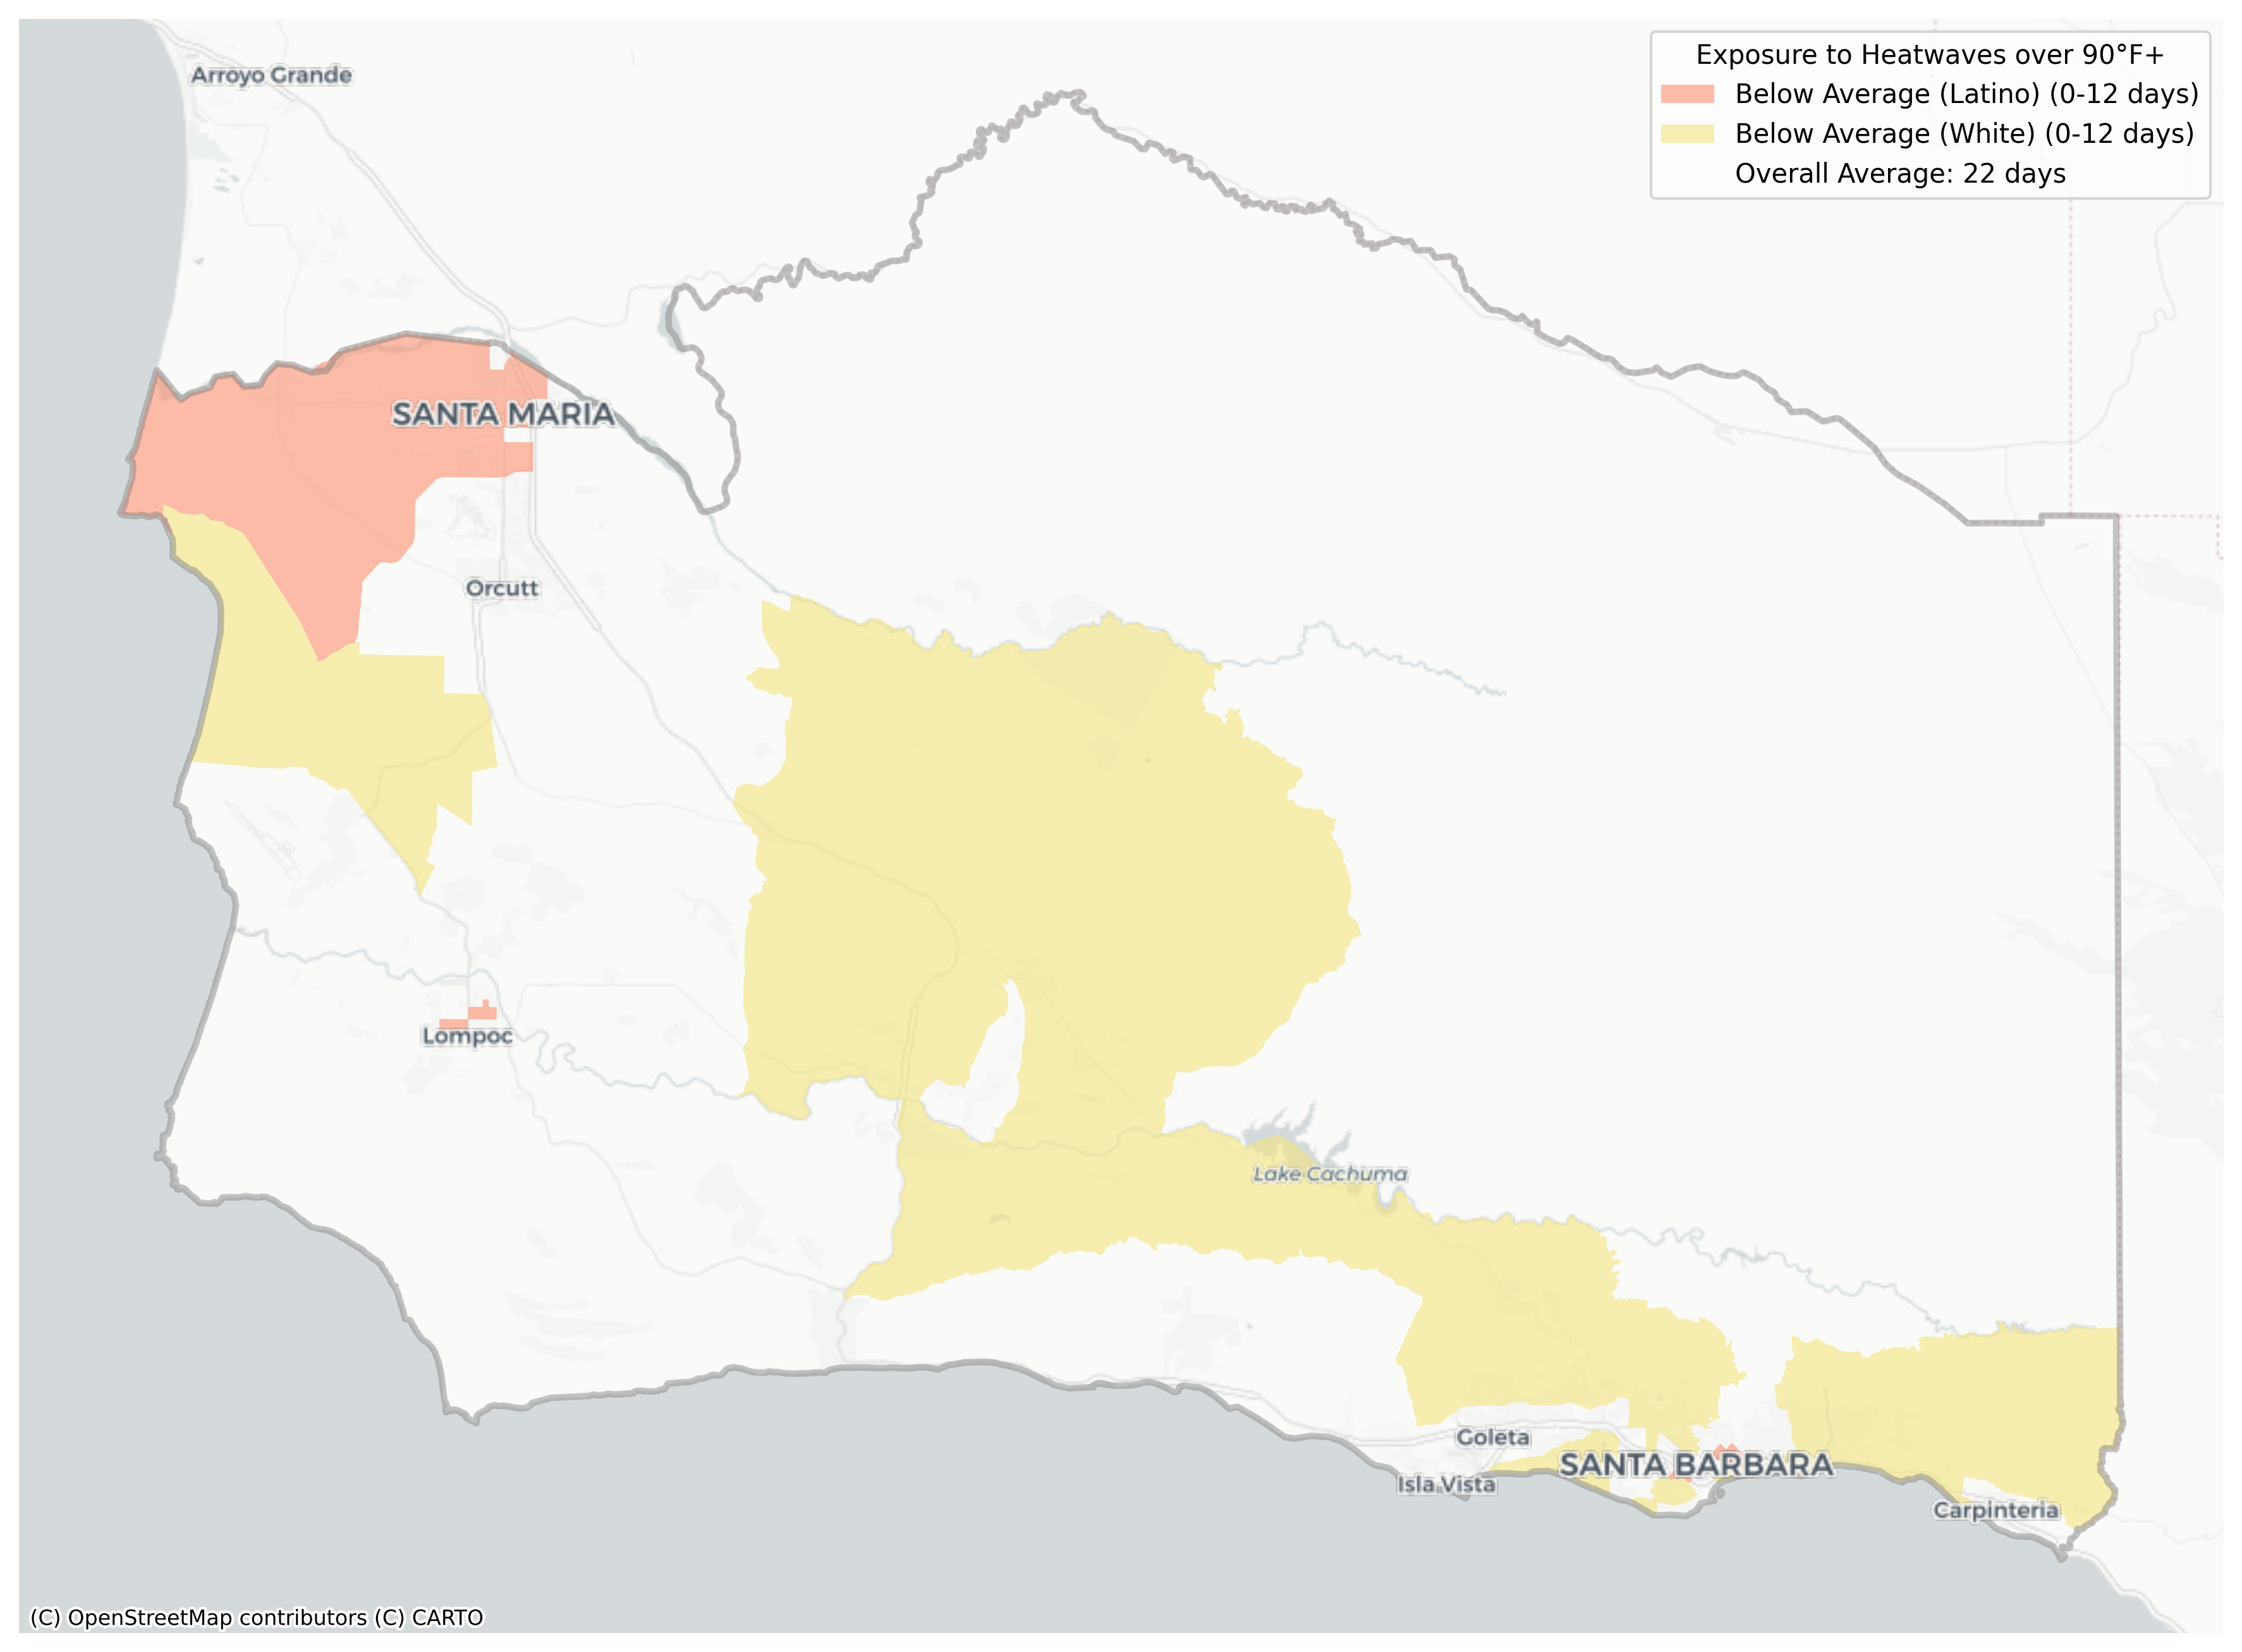 Arroyo Grande
Exposure to Heatwaves over 90°F+
Below Average (Latino) (0-12 days)
Below Average (White) (0-12 days)
Overall Average: 22 days
SANTA MARIA
Orcutt
Lompoc
Lake Cachuma
Goleta
SANTA BARBARA
Isla Vista
Carpinteria
(C) OpenStreetMap contributors (C) CARTO